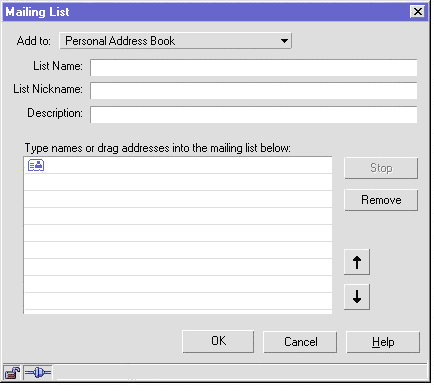 Mailing List
Add to: Personal Address Book
List Name:
List Nickname:
Description:
Type names or drag addresses into the mailing list below:
Stop
Remove
OK Cancel Help